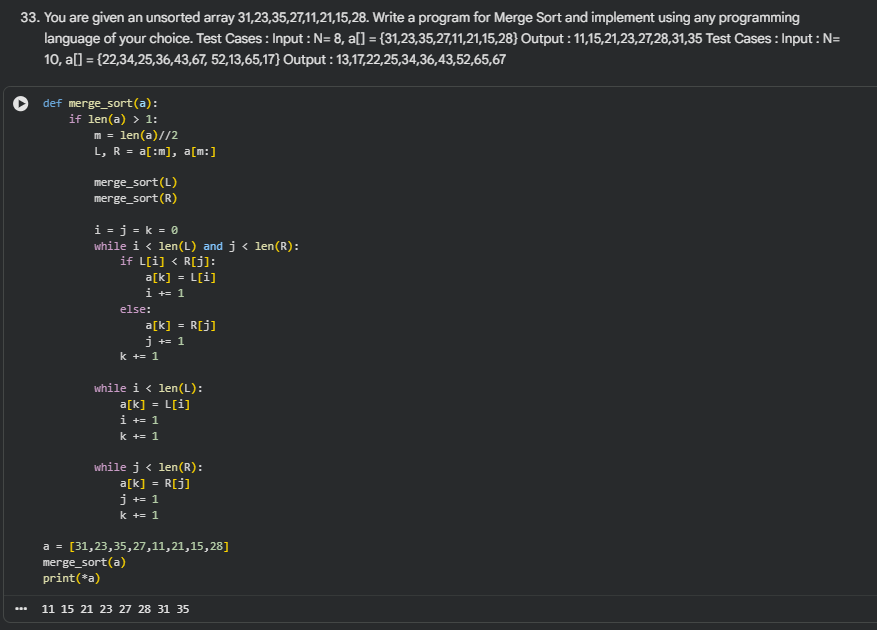 33. You are given an unsorted array 31,23,35,27,11,21,15,28. Write a program for Merge Sort and implement using any programming
language of your choice. Test Cases : Input : N= 8, a[] = {31,23,35,27,11,21,15,28} Output : 11,15,21,23,27,28,31,35 Test Cases : Input : N=
10, a[] = {22,34,25,36,43,67, 52,13,65,17} Output : 13,17,22,25,34,36,43,52,65,67
def merge_sort(a):
    if len(a) > 1:
        m = len(a)//2
        L, R = a[:m], a[m:]

        merge_sort(L)
        merge_sort(R)

        i = j = k = 0
        while i < len(L) and j < len(R):
            if L[i] < R[j]:
                a[k] = L[i]
                i += 1
            else:
                a[k] = R[j]
                j += 1
            k += 1

        while i < len(L):
            a[k] = L[i]
            i += 1
            k += 1

        while j < len(R):
            a[k] = R[j]
            j += 1
            k += 1

a = [31,23,35,27,11,21,15,28]
merge_sort(a)
print(*a)
... 11 15 21 23 27 28 31 35